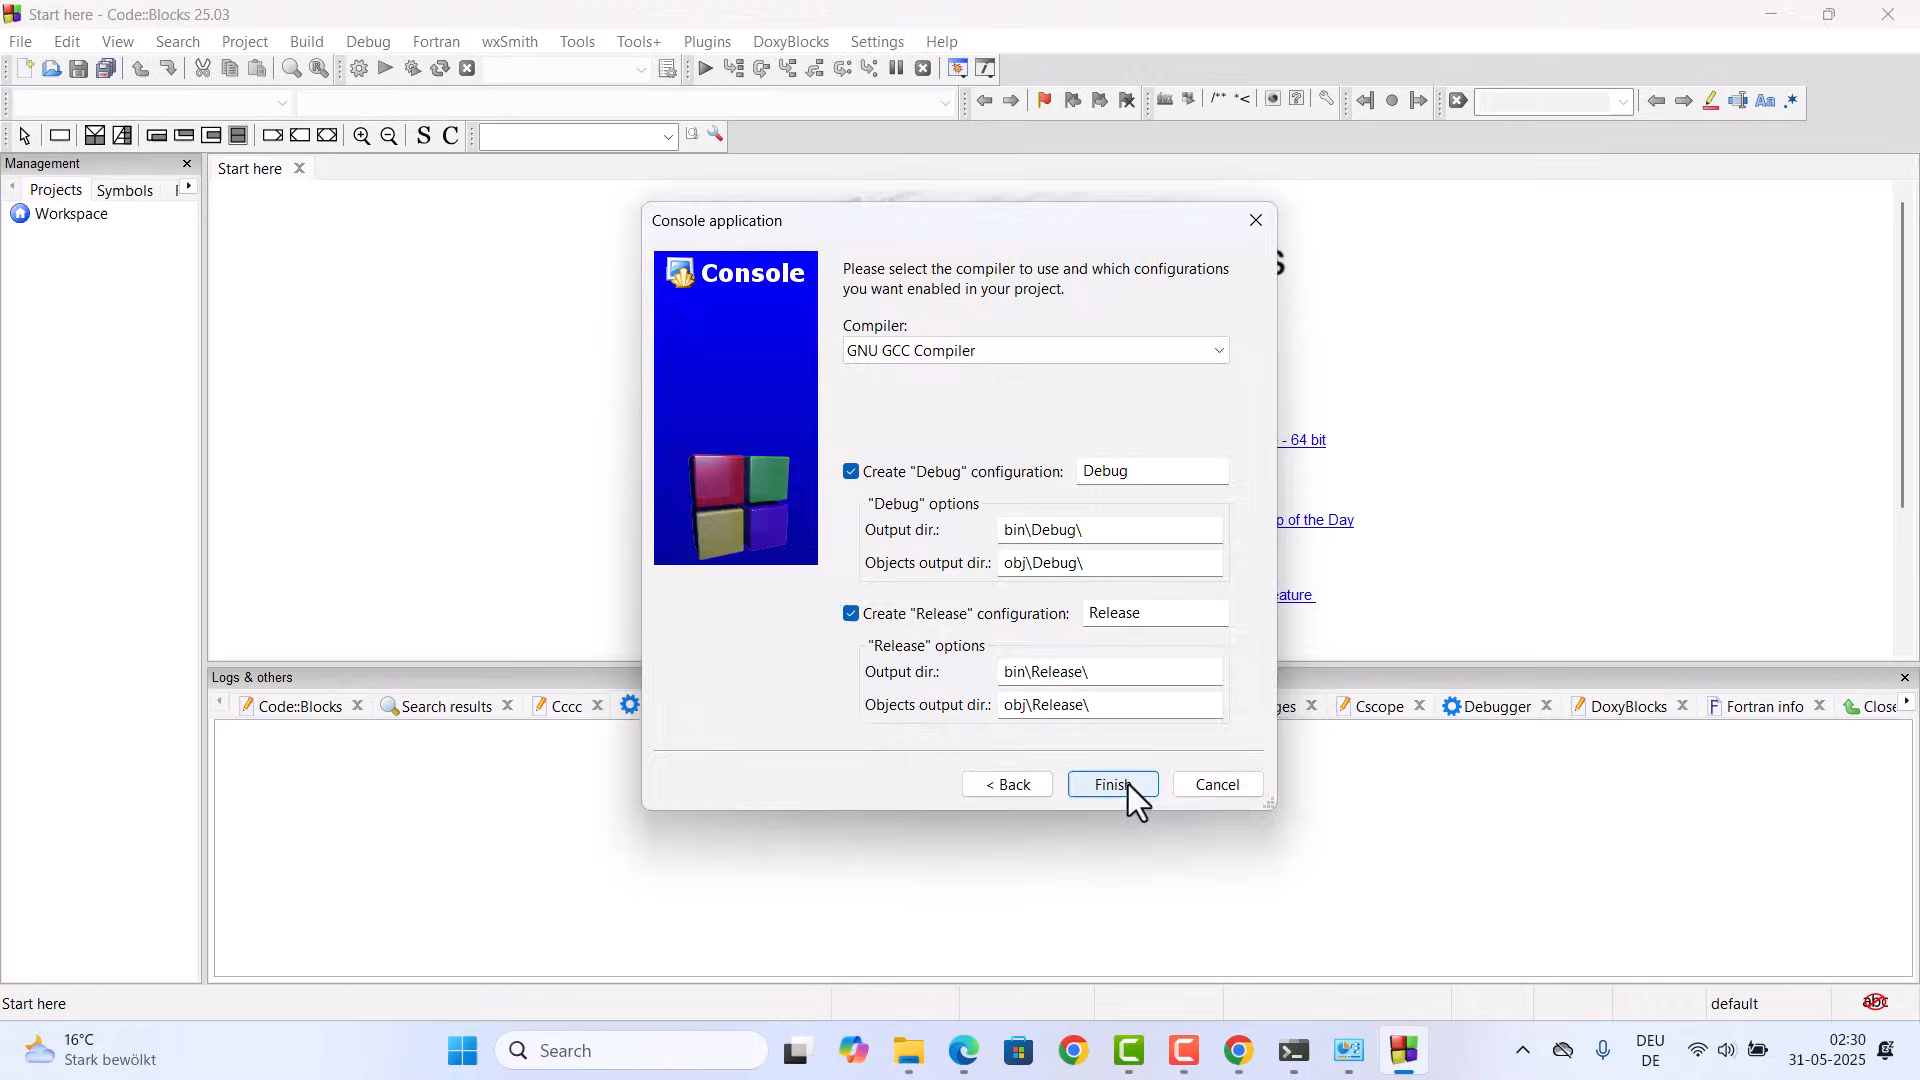 Start here - Code::Blocks 25.03
File Edit View Search Project Build Debug Fortran wxSmith Tools Tools+ Plugins DoxyBlocks Settings Help
Management
Start here
Projects Symbols
Workspace
Console application
Console
Please select the compiler to use and which configurations
you want enabled in your project.
Compiler:
GNU GCC Compiler
- 64 bit
Create "Debug" configuration: Debug
"Debug" options
p of the Day
Output dir.: bin\Debug\
Objects output dir.: obj\Debug\
eature
Create "Release" configuration: Release
"Release" options
Output dir.: bin\Release\
Objects output dir.: obj\Release\
Logs & others
Code::Blocks Search results Cccc ges Cscope Debugger DoxyBlocks Fortran info Close
< Back Finish Cancel
Start here default abc
16°C
Stark bewölkt
Search
DEU
DE
02:30
31-05-2025